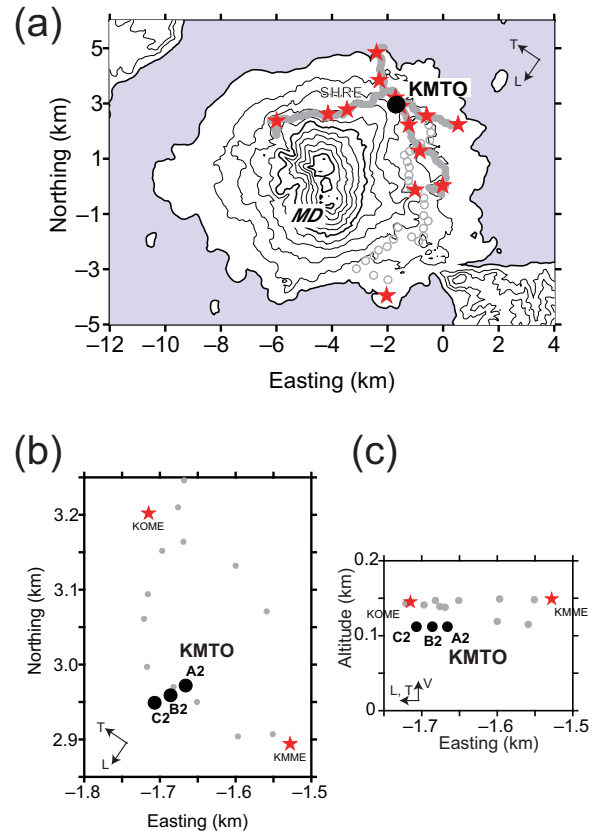 (a)
5
3
1
−1
−3
−5
Northing (km)
SHRE
KMTO
MD
T
L
−12 −10 −8 −6 −4 −2 0 2 4
Easting (km)
(b)
3.2
3.1
3.0
2.9
Northing (km)
KOME
KMTO
A2
B2
C2
T
L
KMME
−1.8 −1.7 −1.6 −1.5
Easting (km)
(c)
0.2
0.1
0
Altitude (km)
KOME
KMME
C2 B2 A2
KMTO
L, T V
−1.7 −1.6 −1.5
Easting (km)